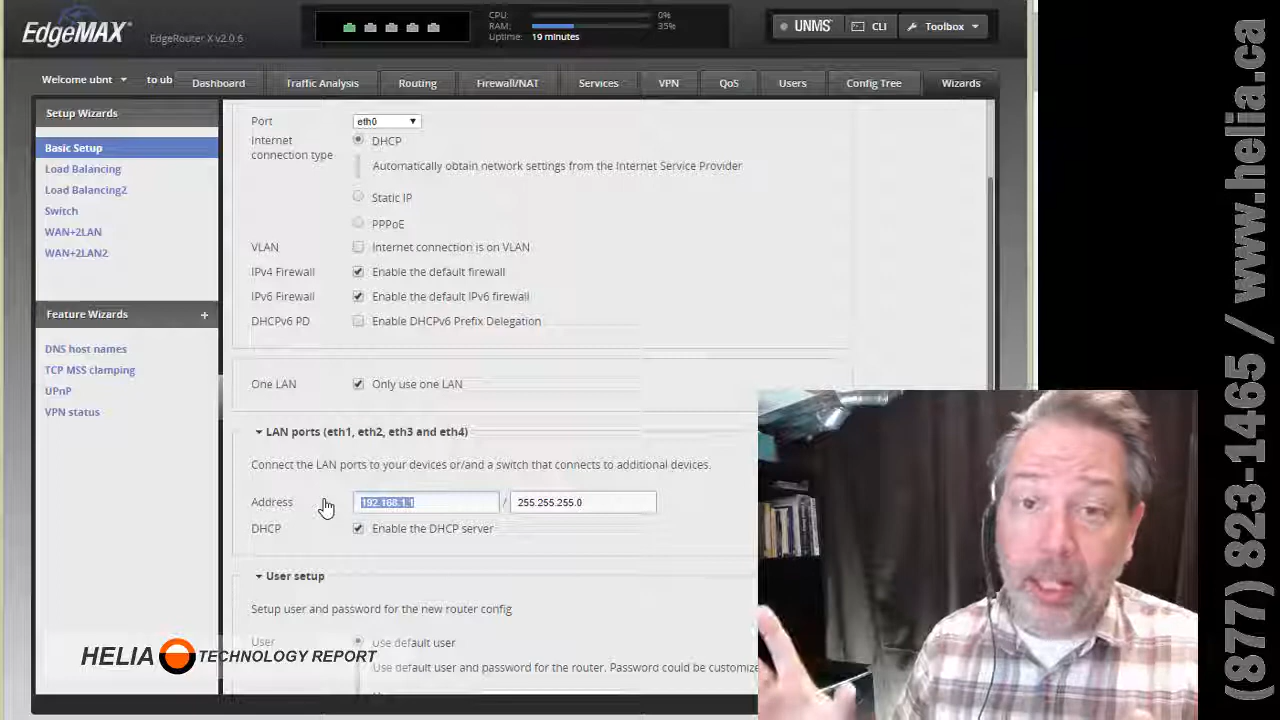 EdgeMAX
EdgeRouter X v2.0.6
CPU: 0%
RAM: 35%
Uptime: 19 minutes
UNMS
CLI
Toolbox
Welcome ubnt
to ub
Dashboard
Traffic Analysis
Routing
Firewall/NAT
Services
VPN
QoS
Users
Config Tree
Wizards
Setup Wizards
Basic Setup
Load Balancing
Load Balancing2
Switch
WAN+2LAN
WAN+2LAN2
Feature Wizards +
DNS host names
TCP MSS clamping
UPnP
VPN status
Port eth0
Internet
connection type
DHCP
Automatically obtain network settings from the Internet Service Provider
Static IP
PPPoE
VLAN Internet connection is on VLAN
IPv4 Firewall Enable the default firewall
IPv6 Firewall Enable the default IPv6 firewall
DHCPv6 PD Enable DHCPv6 Prefix Delegation
One LAN Only use one LAN
LAN ports (eth1, eth2, eth3 and eth4)
Connect the LAN ports to your devices or/and a switch that connects to additional devices.
Address 192.168.1.1 / 255.255.255.0
DHCP Enable the DHCP server
User setup
Setup user and password for the new router config
User Use default user
Use default user and password for the router. Password could be customize
HELIA TECHNOLOGY REPORT
(877) 823-1465 / www.helia.ca